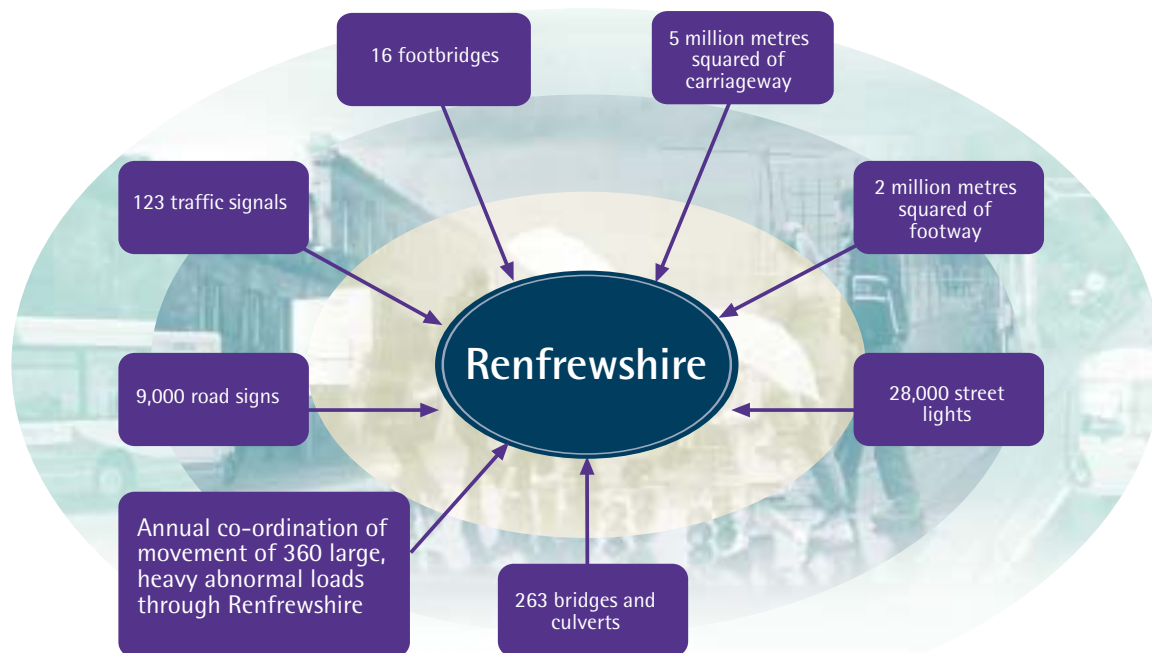 16 footbridges
5 million metres
squared of
carriageway
123 traffic signals
2 million metres
squared of
footway
Renfrewshire
9,000 road signs
28,000 street
lights
Annual co-ordination of
movement of 360 large,
heavy abnormal loads
through Renfrewshire
263 bridges and
culverts